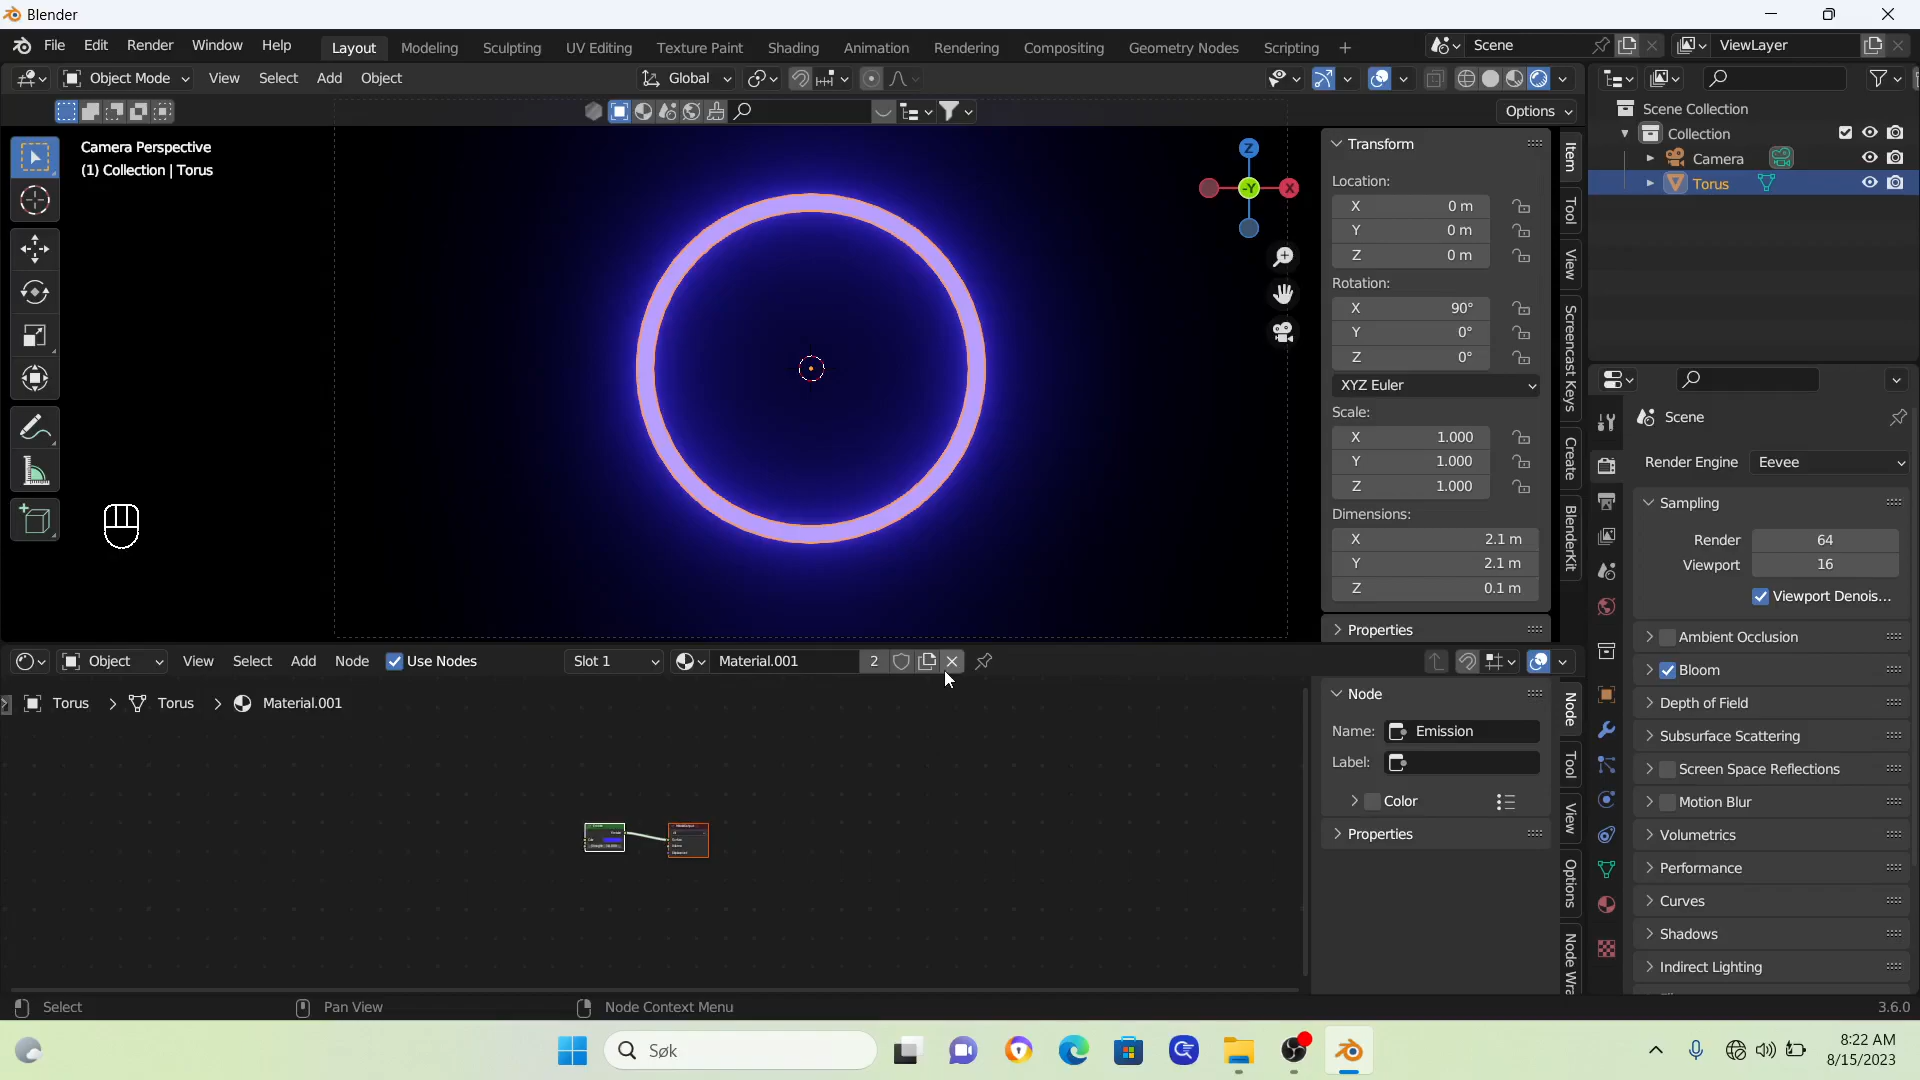 Blender
File Edit Render Window Help Layout Modeling Sculpting UV Editing Texture Paint Shading Animation Rendering Compositing Geometry Nodes Scripting + Scene ViewLayer
Object Mode View Select Add Object Global
Options
Camera Perspective
(1) Collection | Torus
Z
-Y
X
Transform
Location:
X 0 m
Y 0 m
Z 0 m
Rotation:
X 90°
Y 0°
Z 0°
XYZ Euler
Scale:
X 1.000
Y 1.000
Z 1.000
Dimensions:
X 2.1 m
Y 2.1 m
Z 0.1 m
Properties
Item
Tool
View
Screencast Keys
Create
BlenderKit
Scene Collection
Collection
Camera
Torus
Scene
Render Engine Eevee
Sampling
Render 64
Viewport 16
Viewport Denois...
Ambient Occlusion
Bloom
Depth of Field
Subsurface Scattering
Screen Space Reflections
Motion Blur
Volumetrics
Performance
Curves
Shadows
Indirect Lighting
Object View Select Add Node Use Nodes Slot 1 Material.001 2
Torus > Torus > Material.001
Node
Name: Emission
Label:
Color
Properties
Node
Tool
View
Options
Node Wra
Select Pan View Node Context Menu 3.6.0
Søk
8:22 AM
8/15/2023